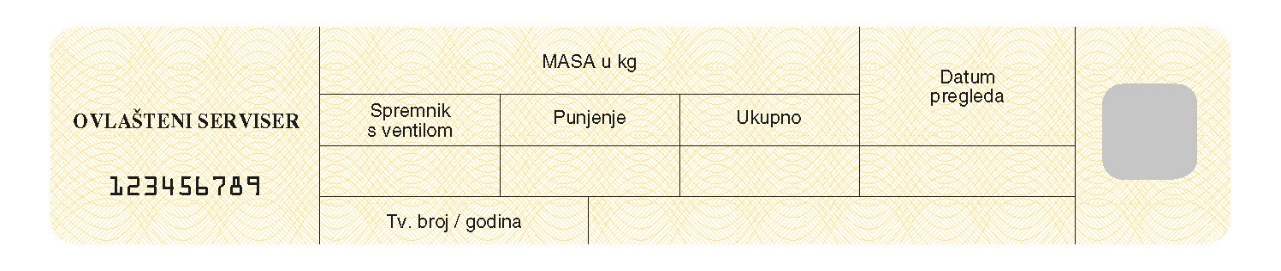 OVLAŠTENI SERVISER
123456789
MASA u kg
Spremnik
s ventilom
Punjenje
Ukupno
Datum
pregleda
Tv. broj / godina